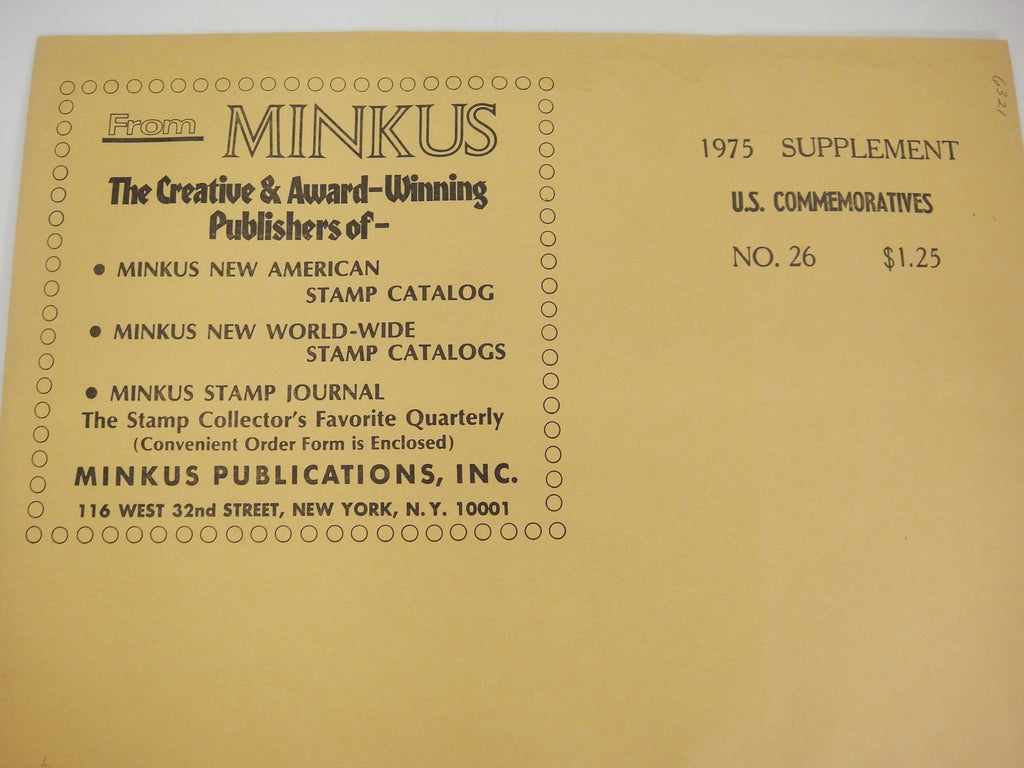 From MINKUS
The Creative & Award-Winning
Publishers of-
● MINKUS NEW AMERICAN
STAMP CATALOG
● MINKUS NEW WORLD-WIDE
STAMP CATALOGS
● MINKUS STAMP JOURNAL
The Stamp Collector's Favorite Quarterly
(Convenient Order Form is Enclosed)
MINKUS PUBLICATIONS, INC.
116 WEST 32nd STREET, NEW YORK, N.Y. 10001
1975 SUPPLEMENT
U.S. COMMEMORATIVES
NO. 26 $1.25
6321